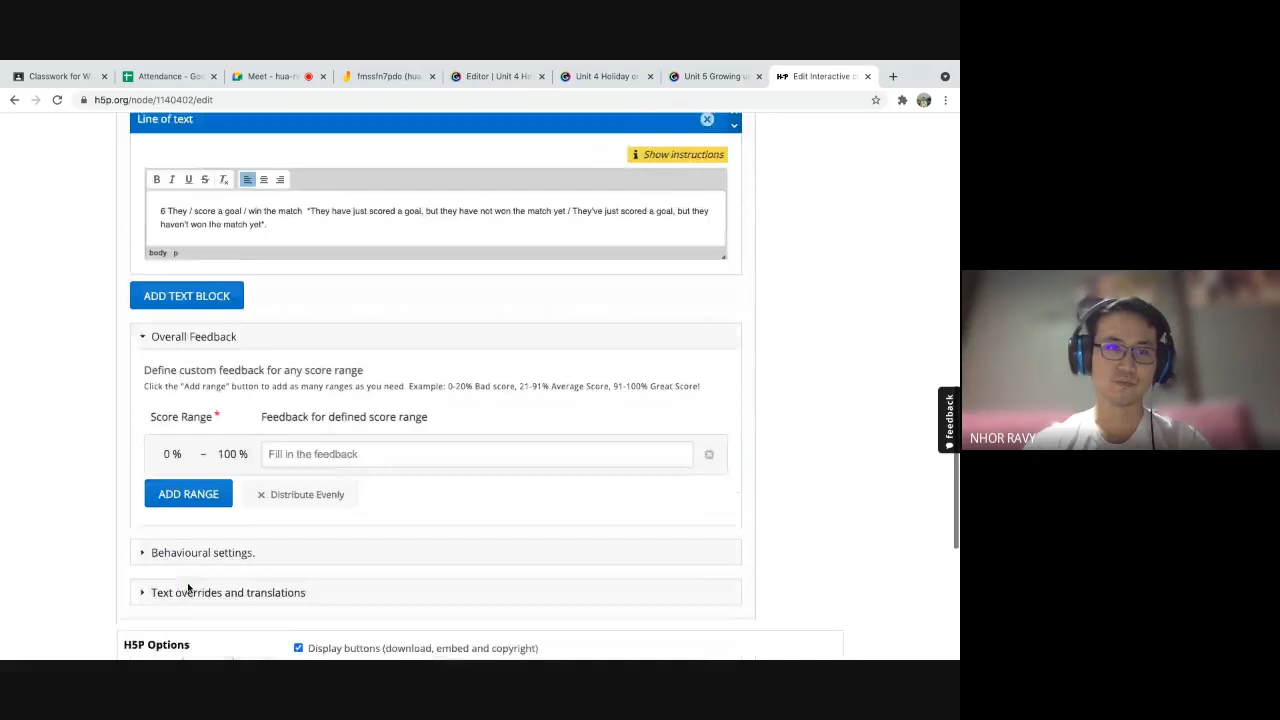 Classwork for W
Attendance - Goo
Meet - hua-r
fmssfn7pdo (hua
Editor | Unit 4 H
Unit 4 Holiday or
Unit 5 Growing u
H-P Edit Interactive c
h5p.org/node/1140402/edit
Line of text
Show instructions
B I U S Tx
6 They / score a goal / win the match *They have just scored a goal, but they have not won the match yet / They've just scored a goal, but they
haven't won the match yet*.
body p
ADD TEXT BLOCK
Overall Feedback
Define custom feedback for any score range
Click the "Add range" button to add as many ranges as you need. Example: 0-20% Bad score, 21-91% Average Score, 91-100% Great Score!
Score Range * Feedback for defined score range
0 % – 100 % Fill in the feedback
ADD RANGE Distribute Evenly
Behavioural settings.
Text overrides and translations
H5P Options
Display buttons (download, embed and copyright)
feedback
NHOR RAVY